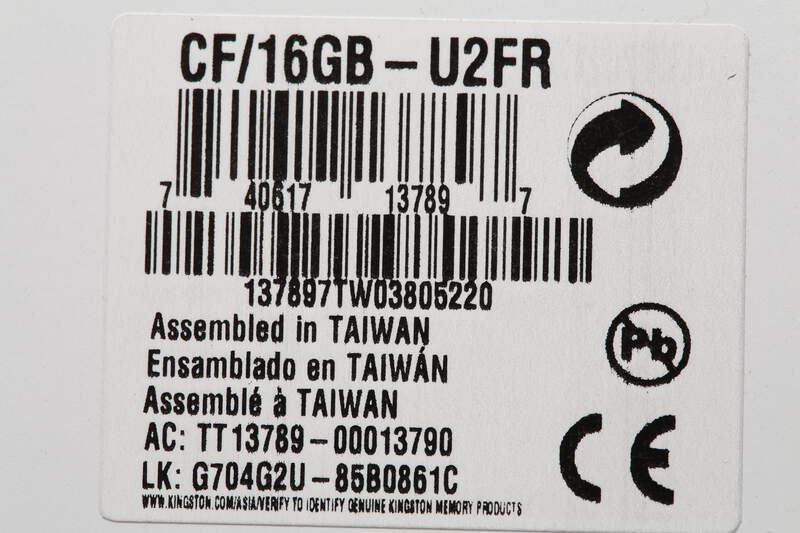 CF/16GB-U2FR
7 40617 13789 7
137897TW03805220
Assembled in TAIWAN
Ensamblado en TAIWÁN
Assemblé à TAIWAN
AC: TT13789-00013790
LK: G704G2U-85B0861C
WWW.KINGSTON.COM/ASIA/VERIFY TO IDENTIFY GENUINE KINGSTON MEMORY PRODUCTS
Pb
CE